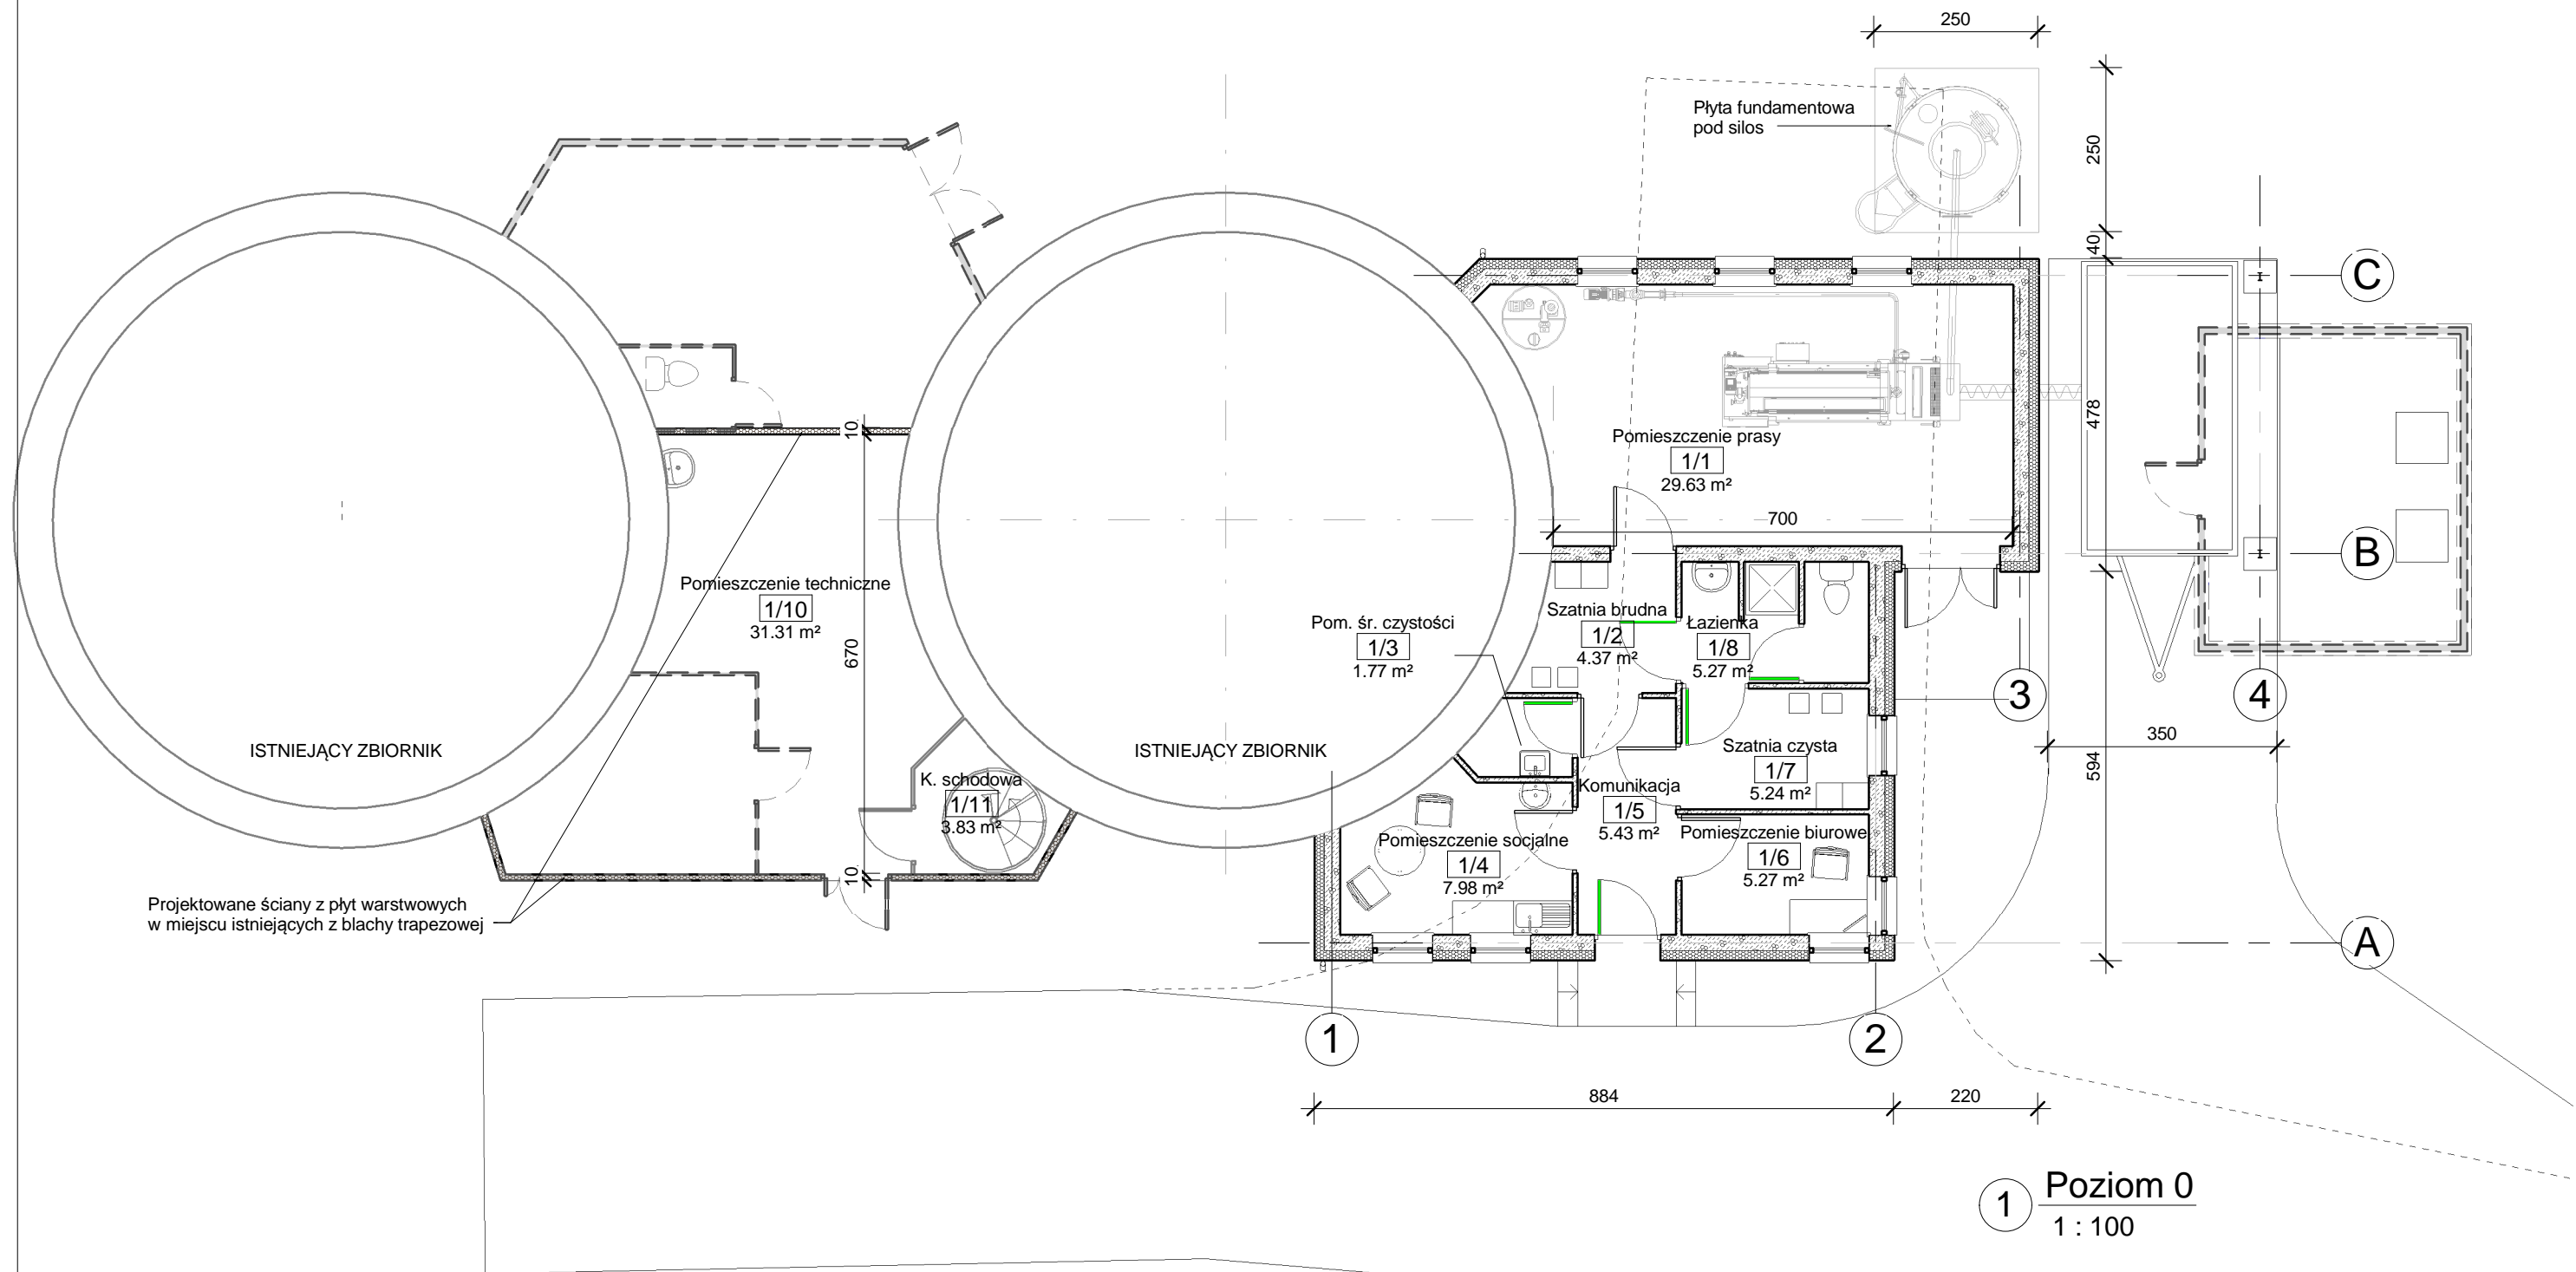 250
Płyta fundamentowa
pod silos
250
40
C
478
10
Pomieszczenie prasy
1/1
29.63 m²
700
B
Pomieszczenie techniczne
1/10
31.31 m²
670
Szatnia brudna
1/2
4.37 m²
Łazienka
1/8
5.27 m²
Pom. śr. czystości
1/3
1.77 m²
3
4
350
594
ISTNIEJĄCY ZBIORNIK
ISTNIEJĄCY ZBIORNIK
Szatnia czysta
1/7
5.24 m²
K. schodowa
1/11
3.83 m²
Komunikacja
1/5
5.43 m²
Pomieszczenie socjalne
1/4
7.98 m²
Pomieszczenie biurowe
1/6
5.27 m²
10
Projektowane ściany z płyt warstwowych
w miejscu istniejących z blachy trapezowej
A
1
2
884
220
1
Poziom 0
1 : 100